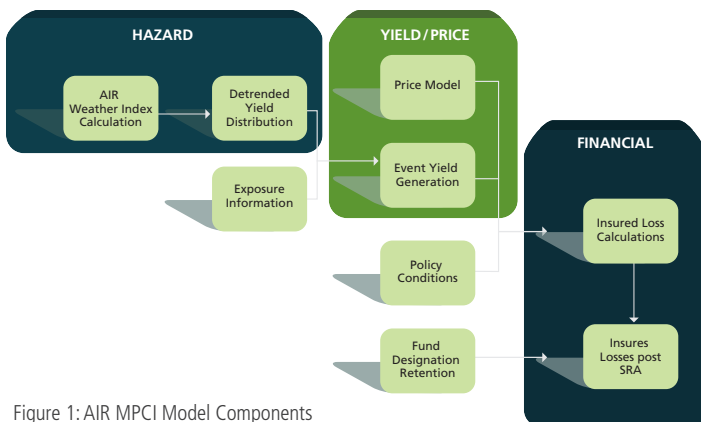 HAZARD
AIR
Weather Index
Calculation
Detrended
Yield
Distribution
Exposure
Information
YIELD/PRICE
Price Model
Event Yield
Generation
Policy
Conditions
Fund
Designation
Retention
FINANCIAL
Insured Loss
Calculations
Insures
Losses post
SRA
Figure 1: AIR MPCI Model Components